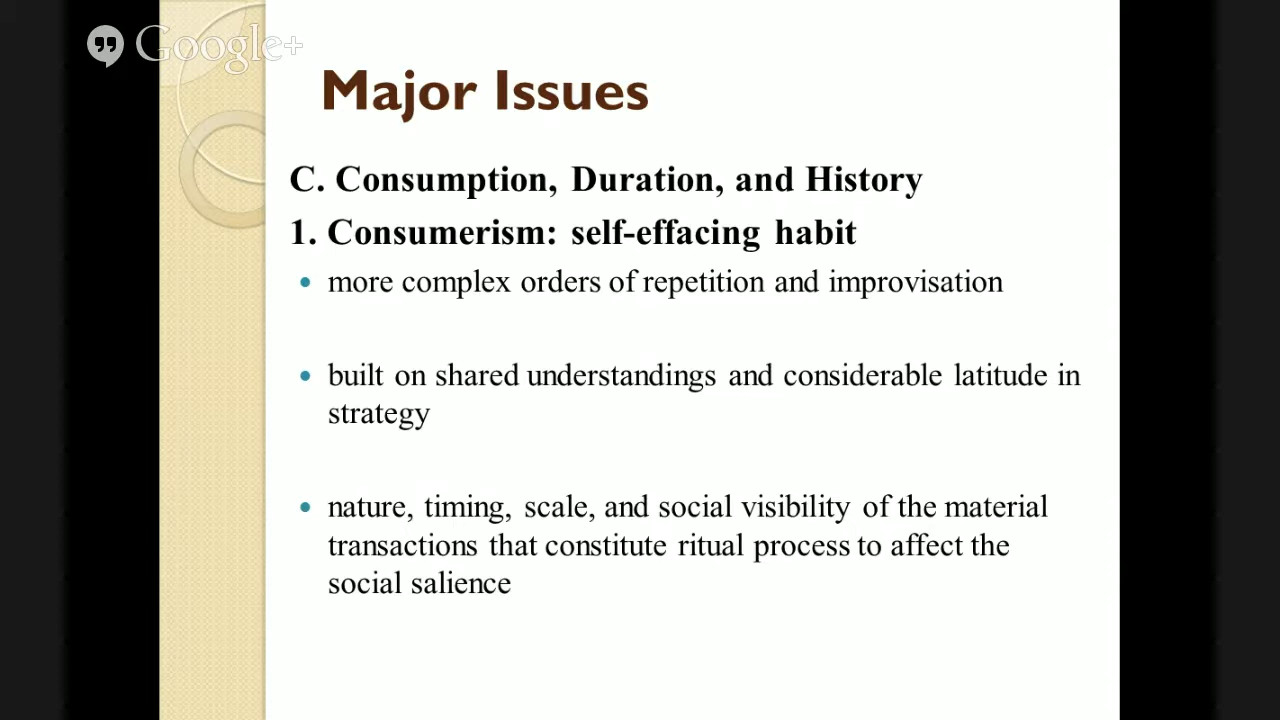 Google+
Major Issues
C. Consumption, Duration, and History
1. Consumerism: self-effacing habit
• more complex orders of repetition and improvisation
• built on shared understandings and considerable latitude in
strategy
• nature, timing, scale, and social visibility of the material
transactions that constitute ritual process to affect the
social salience